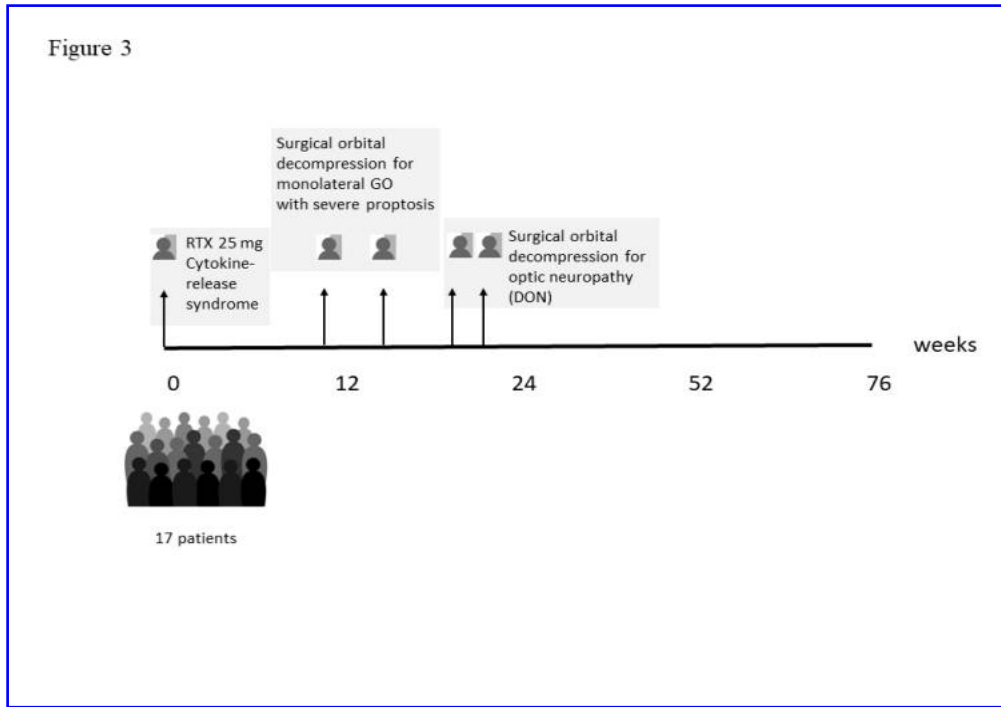 Figure 3
Surgical orbital
decompression for
monolateral GO
with severe proptosis
RTX 25 mg
Cytokine-
release
syndrome
Surgical orbital
decompression for
optic neuropathy
(DON)
weeks
0
12
24
52
76
17 patients